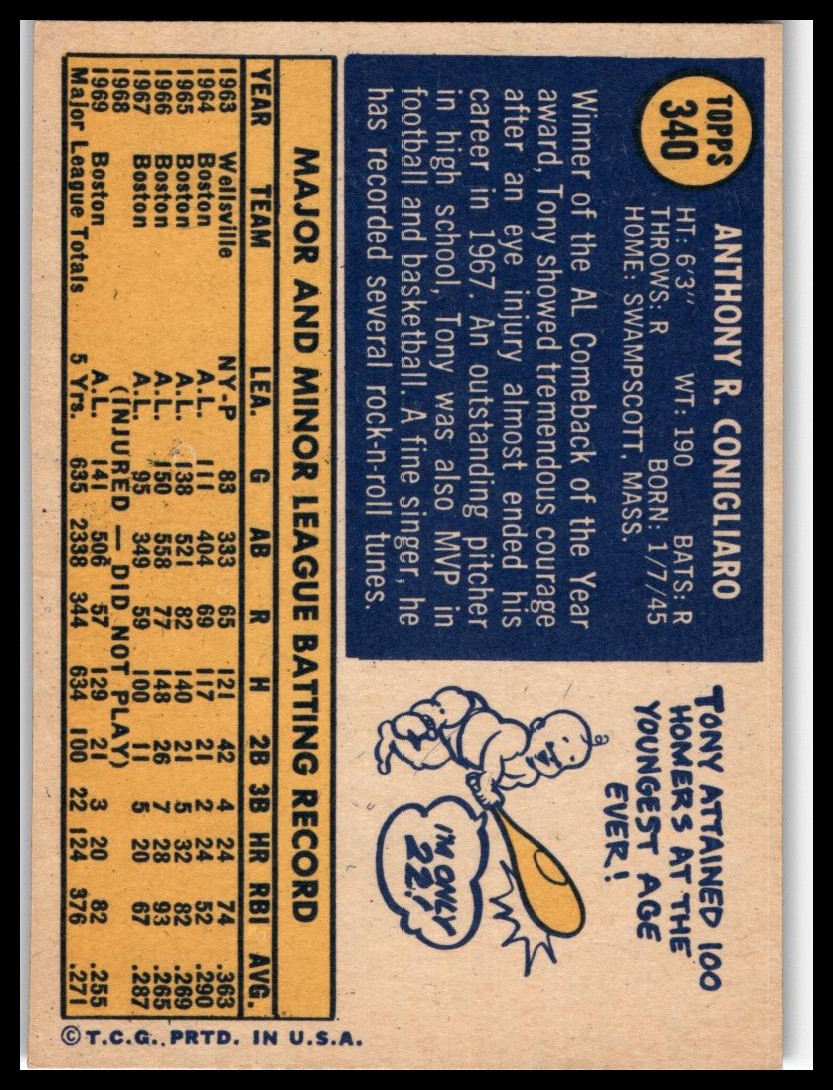 TOPPS
340
ANTHONY R. CONIGLIARO
HT: 6'3" WT: 190 BATS: R
THROWS: R BORN: 1/7/45
HOME: SWAMPSCOTT, MASS.
Winner of the AL Comeback of the Year
award, Tony showed tremendous courage
after an eye injury almost ended his
career in 1967. An outstanding pitcher
in high school, Tony was also MVP in
football and basketball. A fine singer, he
has recorded several rock-n-roll tunes.
TONY ATTAINED 100
HOMERS AT THE
YOUNGEST AGE
EVER!
I'M ONLY
22!
MAJOR AND MINOR LEAGUE BATTING RECORD
YEAR TEAM LEA. G AB R H 2B 3B HR RBI AVG.
1963 Wellsville NY-P 83 333 65 121 42 4 24 74 .363
1964 Boston A.L. 111 404 69 117 21 2 24 52 .290
1965 Boston A.L. 138 521 82 140 21 5 32 82 .269
1966 Boston A.L. 150 558 77 148 26 7 28 93 .265
1967 Boston A.L. 95 349 59 100 11 5 20 67 .287
1968 (INJURED — DID NOT PLAY)
1969 Boston A.L. 141 506 57 129 21 3 20 82 .255
Major League Totals 5 Yrs. 635 2338 344 634 100 22 124 376 .271
© T.C.G. PRTD. IN U.S.A.